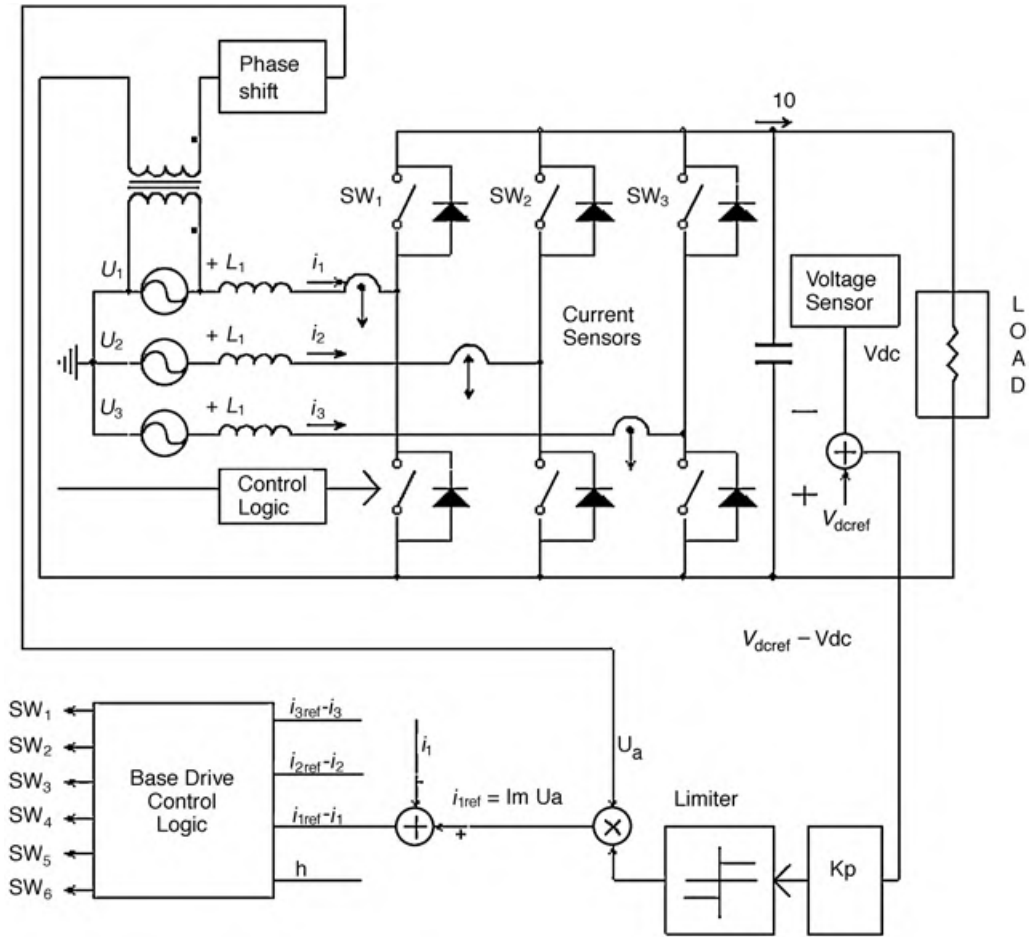 Phase
shift
10
SW1
SW2
SW3
U1
+ L1
i1
Voltage
Sensor
L
O
A
D
Current
Sensors
U2
+ L1
i2
Vdc
U3
+ L1
i3
−
Control
Logic
+
Vdcref
Vdcref − Vdc
SW1
SW2
SW3
SW4
SW5
SW6
Base Drive
Control
Logic
i3ref-i3
i2ref-i2
i1ref-i1
h
i1
-
+
i1ref = Im Ua
Ua
Limiter
Kp